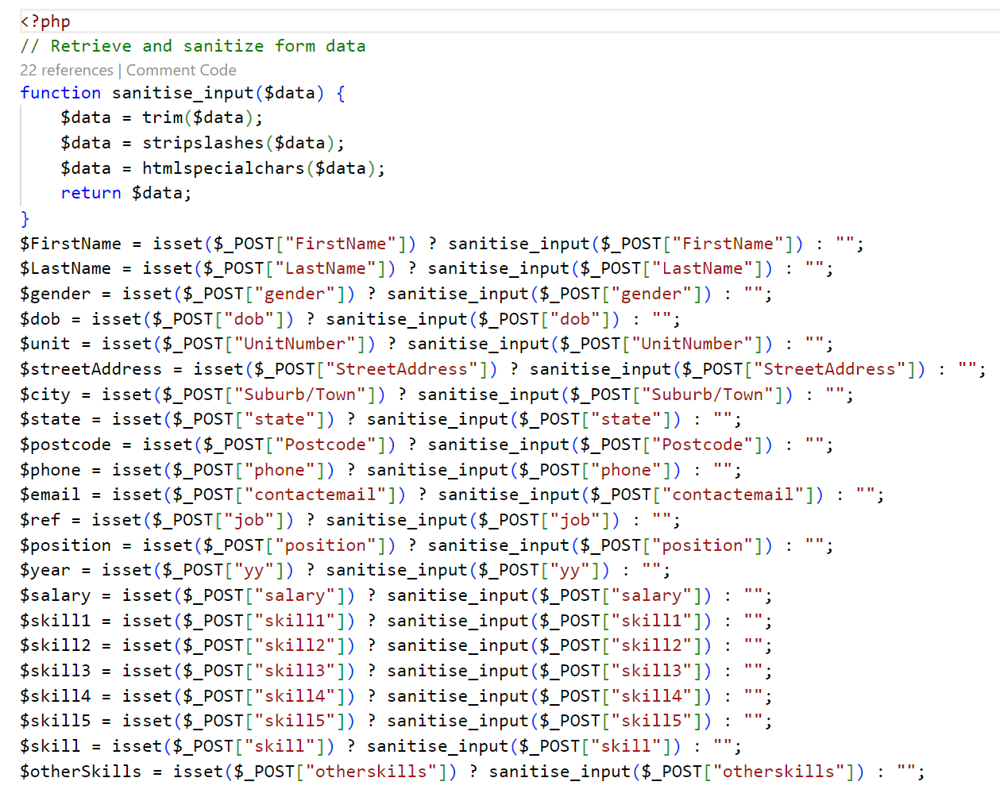 <?php
// Retrieve and sanitize form data
22 references | Comment Code
function sanitise_input($data) {
    $data = trim($data);
    $data = stripslashes($data);
    $data = htmlspecialchars($data);
    return $data;
}
$FirstName = isset($_POST["FirstName"]) ? sanitise_input($_POST["FirstName"]) : "";
$LastName = isset($_POST["LastName"]) ? sanitise_input($_POST["LastName"]) : "";
$gender = isset($_POST["gender"]) ? sanitise_input($_POST["gender"]) : "";
$dob = isset($_POST["dob"]) ? sanitise_input($_POST["dob"]) : "";
$unit = isset($_POST["UnitNumber"]) ? sanitise_input($_POST["UnitNumber"]) : "";
$streetAddress = isset($_POST["StreetAddress"]) ? sanitise_input($_POST["StreetAddress"]) : "";
$city = isset($_POST["Suburb/Town"]) ? sanitise_input($_POST["Suburb/Town"]) : "";
$state = isset($_POST["state"]) ? sanitise_input($_POST["state"]) : "";
$postcode = isset($_POST["Postcode"]) ? sanitise_input($_POST["Postcode"]) : "";
$phone = isset($_POST["phone"]) ? sanitise_input($_POST["phone"]) : "";
$email = isset($_POST["contactemail"]) ? sanitise_input($_POST["contactemail"]) : "";
$ref = isset($_POST["job"]) ? sanitise_input($_POST["job"]) : "";
$position = isset($_POST["position"]) ? sanitise_input($_POST["position"]) : "";
$year = isset($_POST["yy"]) ? sanitise_input($_POST["yy"]) : "";
$salary = isset($_POST["salary"]) ? sanitise_input($_POST["salary"]) : "";
$skill1 = isset($_POST["skill1"]) ? sanitise_input($_POST["skill1"]) : "";
$skill2 = isset($_POST["skill2"]) ? sanitise_input($_POST["skill2"]) : "";
$skill3 = isset($_POST["skill3"]) ? sanitise_input($_POST["skill3"]) : "";
$skill4 = isset($_POST["skill4"]) ? sanitise_input($_POST["skill4"]) : "";
$skill5 = isset($_POST["skill5"]) ? sanitise_input($_POST["skill5"]) : "";
$skill = isset($_POST["skill"]) ? sanitise_input($_POST["skill"]) : "";
$otherSkills = isset($_POST["otherskills"]) ? sanitise_input($_POST["otherskills"]) : "";